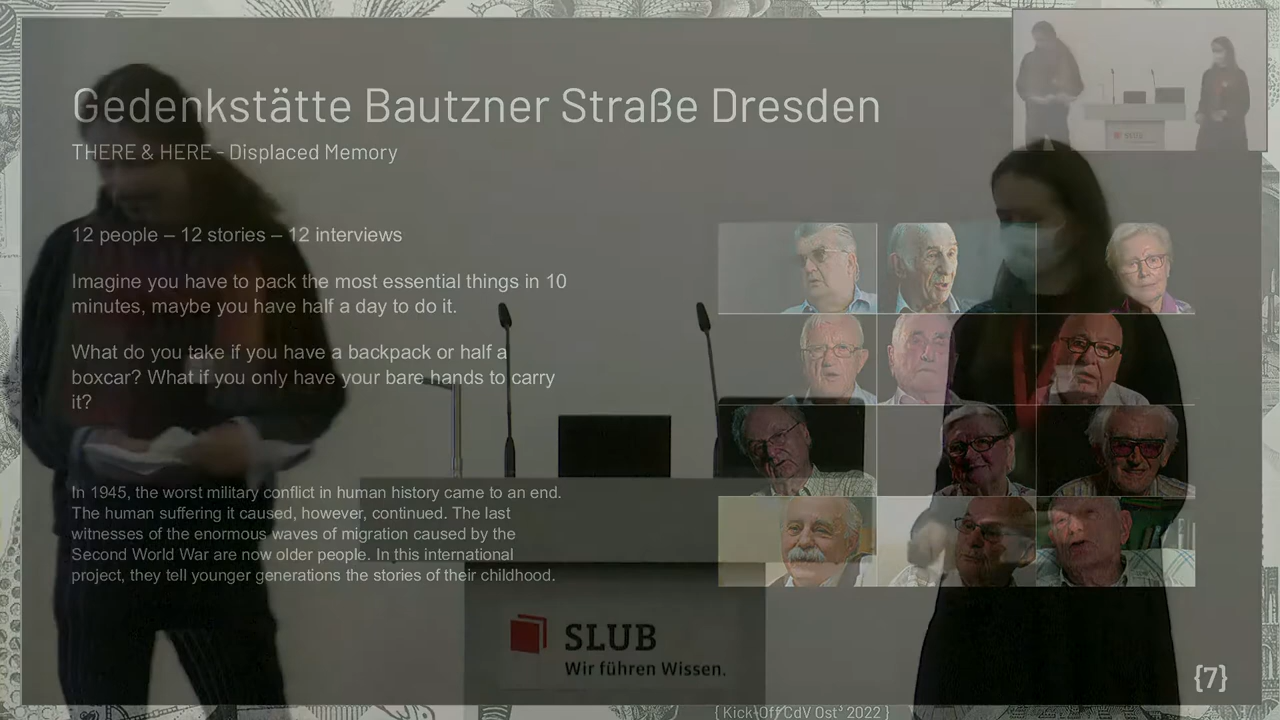 Gedenkstätte Bautzner Straße Dresden
THERE & HERE - Displaced Memory
12 people – 12 stories – 12 interviews
Imagine you have to pack the most essential things in 10
minutes, maybe you have half a day to do it.
What do you take if you have a backpack or half a
boxcar? What if you only have your bare hands to carry
it?
In 1945, the worst military conflict in human history came to an end.
The human suffering it caused, however, continued. The last
witnesses of the enormous waves of migration caused by the
Second World War are now older people. In this international
project, they tell younger generations the stories of their childhood.
SLUB
SLUB
Wir führen Wissen.
{7}
{ Kick-Off CdV Ost³ 2022 }